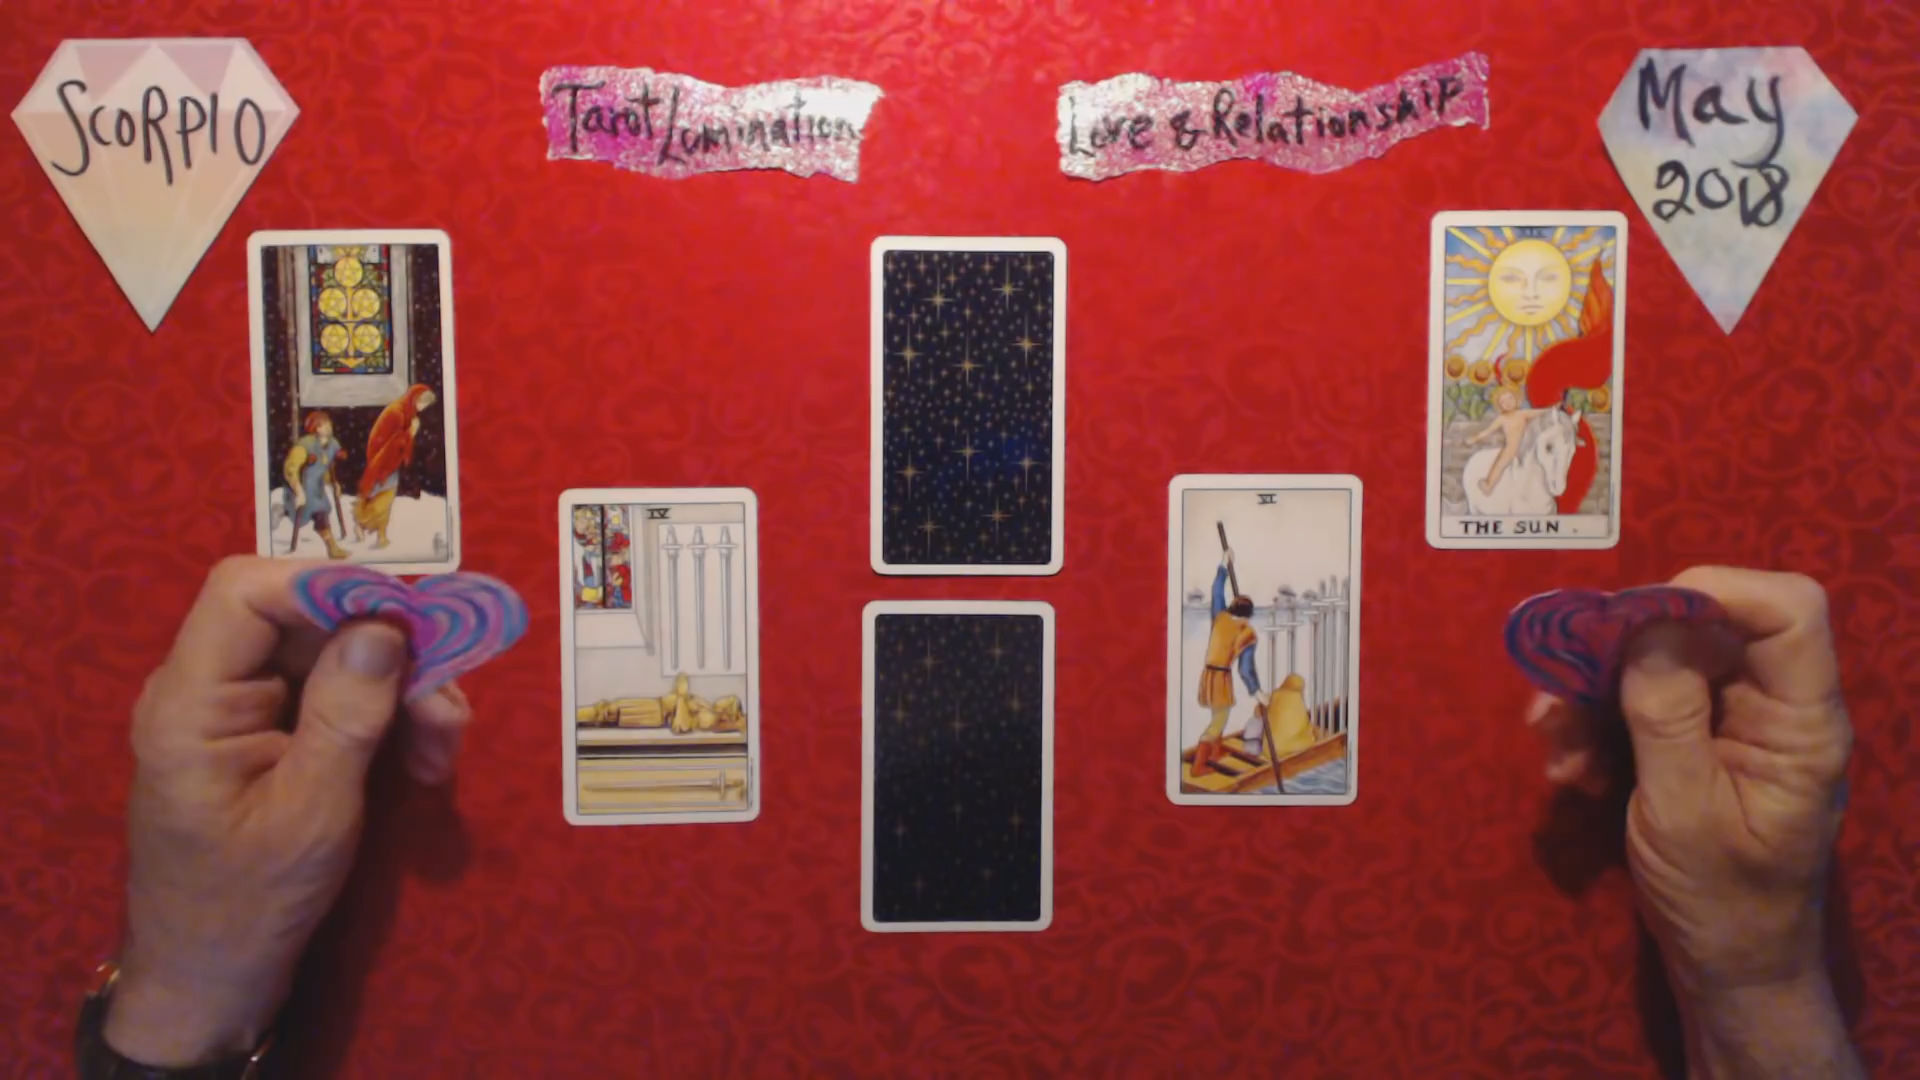 SCORPIO
Tarot Lumination
Love & Relationship
May
2018
IV
VI
THE SUN.